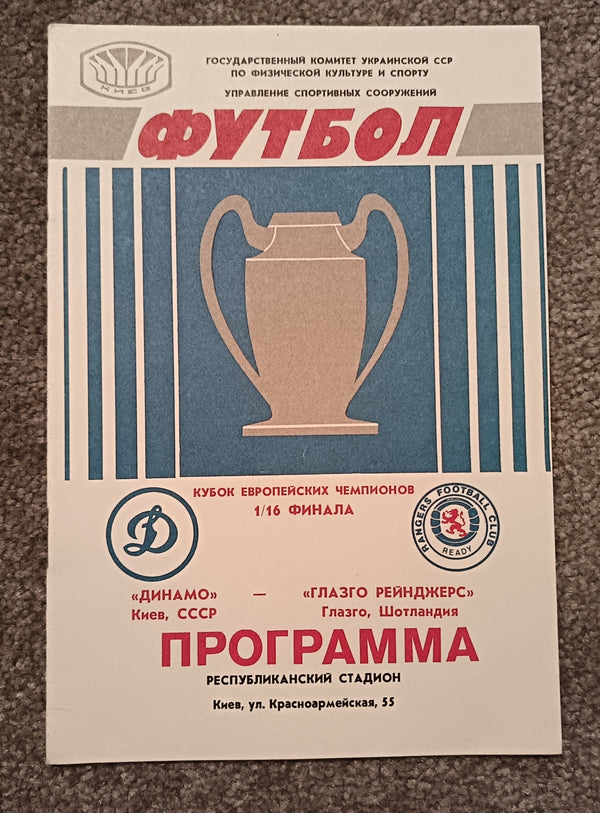 КИЕВ
ГОСУДАРСТВЕННЫЙ КОМИТЕТ УКРАИНСКОЙ ССР
ПО ФИЗИЧЕСКОЙ КУЛЬТУРЕ И СПОРТУ
УПРАВЛЕНИЕ СПОРТИВНЫХ СООРУЖЕНИЙ
ФУТБОЛ
КУБОК ЕВРОПЕЙСКИХ ЧЕМПИОНОВ
1/16 ФИНАЛА
Д
RANGERS FOOTBALL CLUB
READY
«ДИНАМО» — «ГЛАЗГО РЕЙНДЖЕРС»
Киев, СССР Глазго, Шотландия
ПРОГРАММА
РЕСПУБЛИКАНСКИЙ СТАДИОН
Киев, ул. Красноармейская, 55